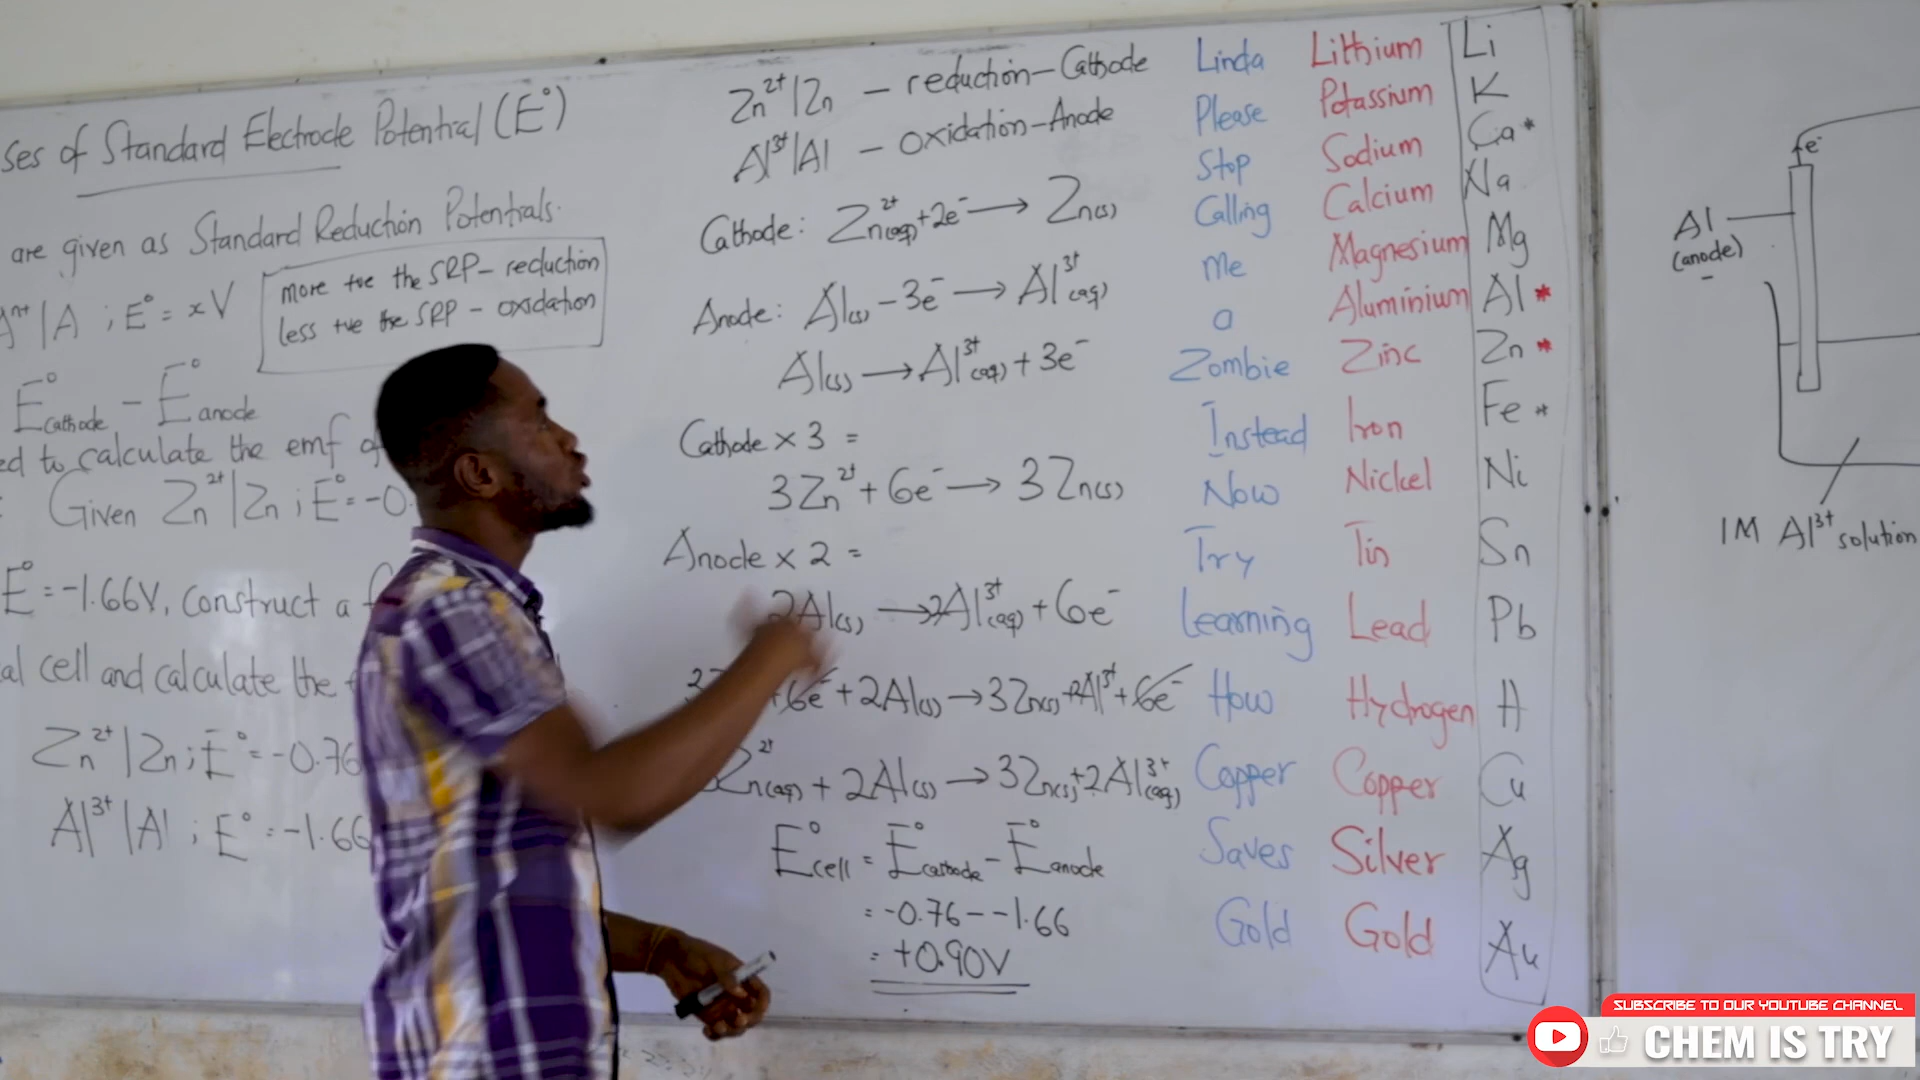 ses of Standard Electrode Potential (E°)
are given as Standard Reduction Potentials.
Aⁿ⁺|A ; E° = xV
more +ve the SRP - reduction
less +ve the SRP - oxidation
E°cathode - E°anode
ed to calculate the emf of
Given Zn²⁺|Zn ; E° = -0.
E° = -1.66V, construct a
al cell and calculate the
Zn²⁺|Zn ; E° = -0.76
Al³⁺|Al ; E° = -1.66
Zn²⁺|Zn - reduction - Cathode
Al³⁺|Al - oxidation - Anode
Cathode: Zn²⁺(aq) + 2e⁻ → Zn(s)
Anode: Al(s) - 3e⁻ → Al³⁺(aq)
Al(s) → Al³⁺(aq) + 3e⁻
Cathode x 3 =
3Zn²⁺ + 6e⁻ → 3Zn(s)
Anode x 2 =
2Al(s) → 2Al³⁺(aq) + 6e⁻
3 + 6e⁻ + 2Al(s) → 3Zn(s) + 2Al³⁺ + 6e⁻
Zn²⁺(aq) + 2Al(s) → 3Zn(s) + 2Al³⁺(aq)
E°cell = E°cathode - E°anode
= -0.76 - -1.66
= +0.90V
Linda Lithium Li
Please Potassium K
Stop Sodium Ca*
Calling Calcium Na
Me Magnesium Mg
a Aluminium Al*
Zombie Zinc Zn*
Instead Iron Fe*
Now Nickel Ni
Try Tin Sn
Learning Lead Pb
How Hydrogen H
Copper Copper Cu
Saves Silver Ag
Gold Gold Au
e⁻
Al
(anode)
1M Al³⁺ solution
SUBSCRIBE TO OUR YOUTUBE CHANNEL
CHEM IS TRY